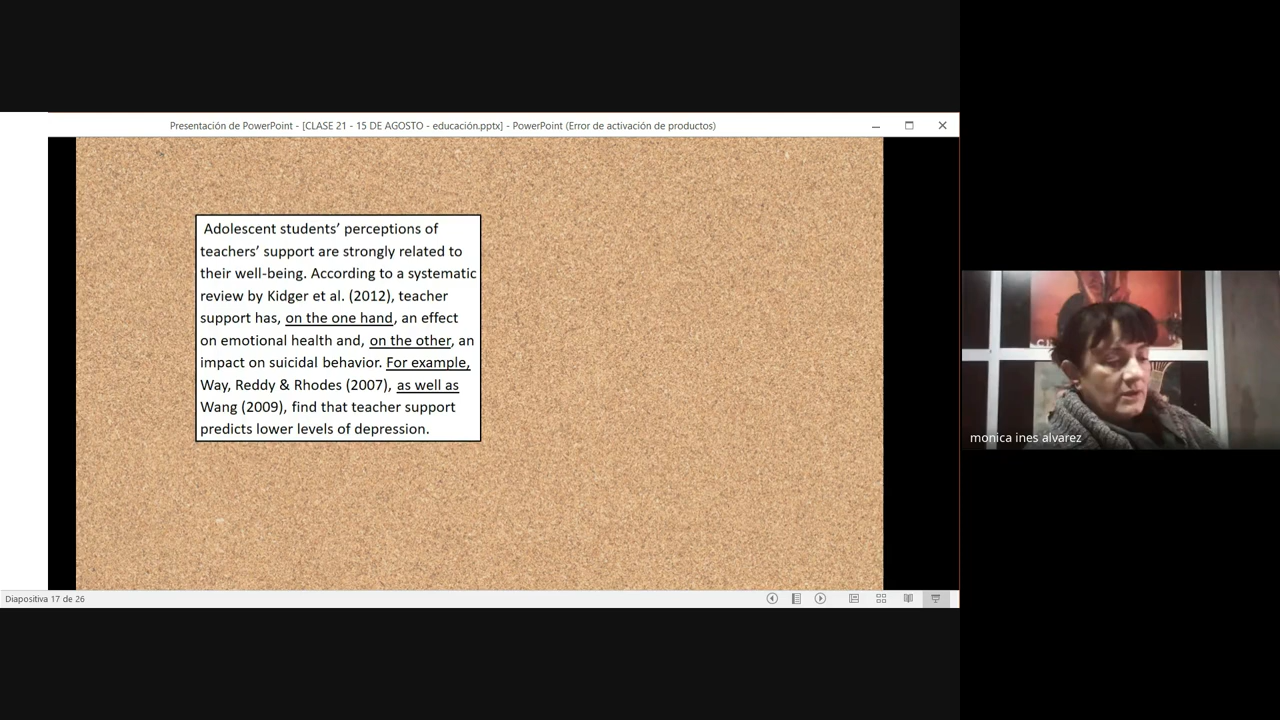 Presentación de PowerPoint - [CLASE 21 - 15 DE AGOSTO - educación.pptx] - PowerPoint (Error de activación de productos)
Adolescent students’ perceptions of
teachers’ support are strongly related to
their well-being. According to a systematic
review by Kidger et al. (2012), teacher
support has, on the one hand, an effect
on emotional health and, on the other, an
impact on suicidal behavior. For example,
Way, Reddy & Rhodes (2007), as well as
Wang (2009), find that teacher support
predicts lower levels of depression.
monica ines alvarez
Diapositiva 17 de 26